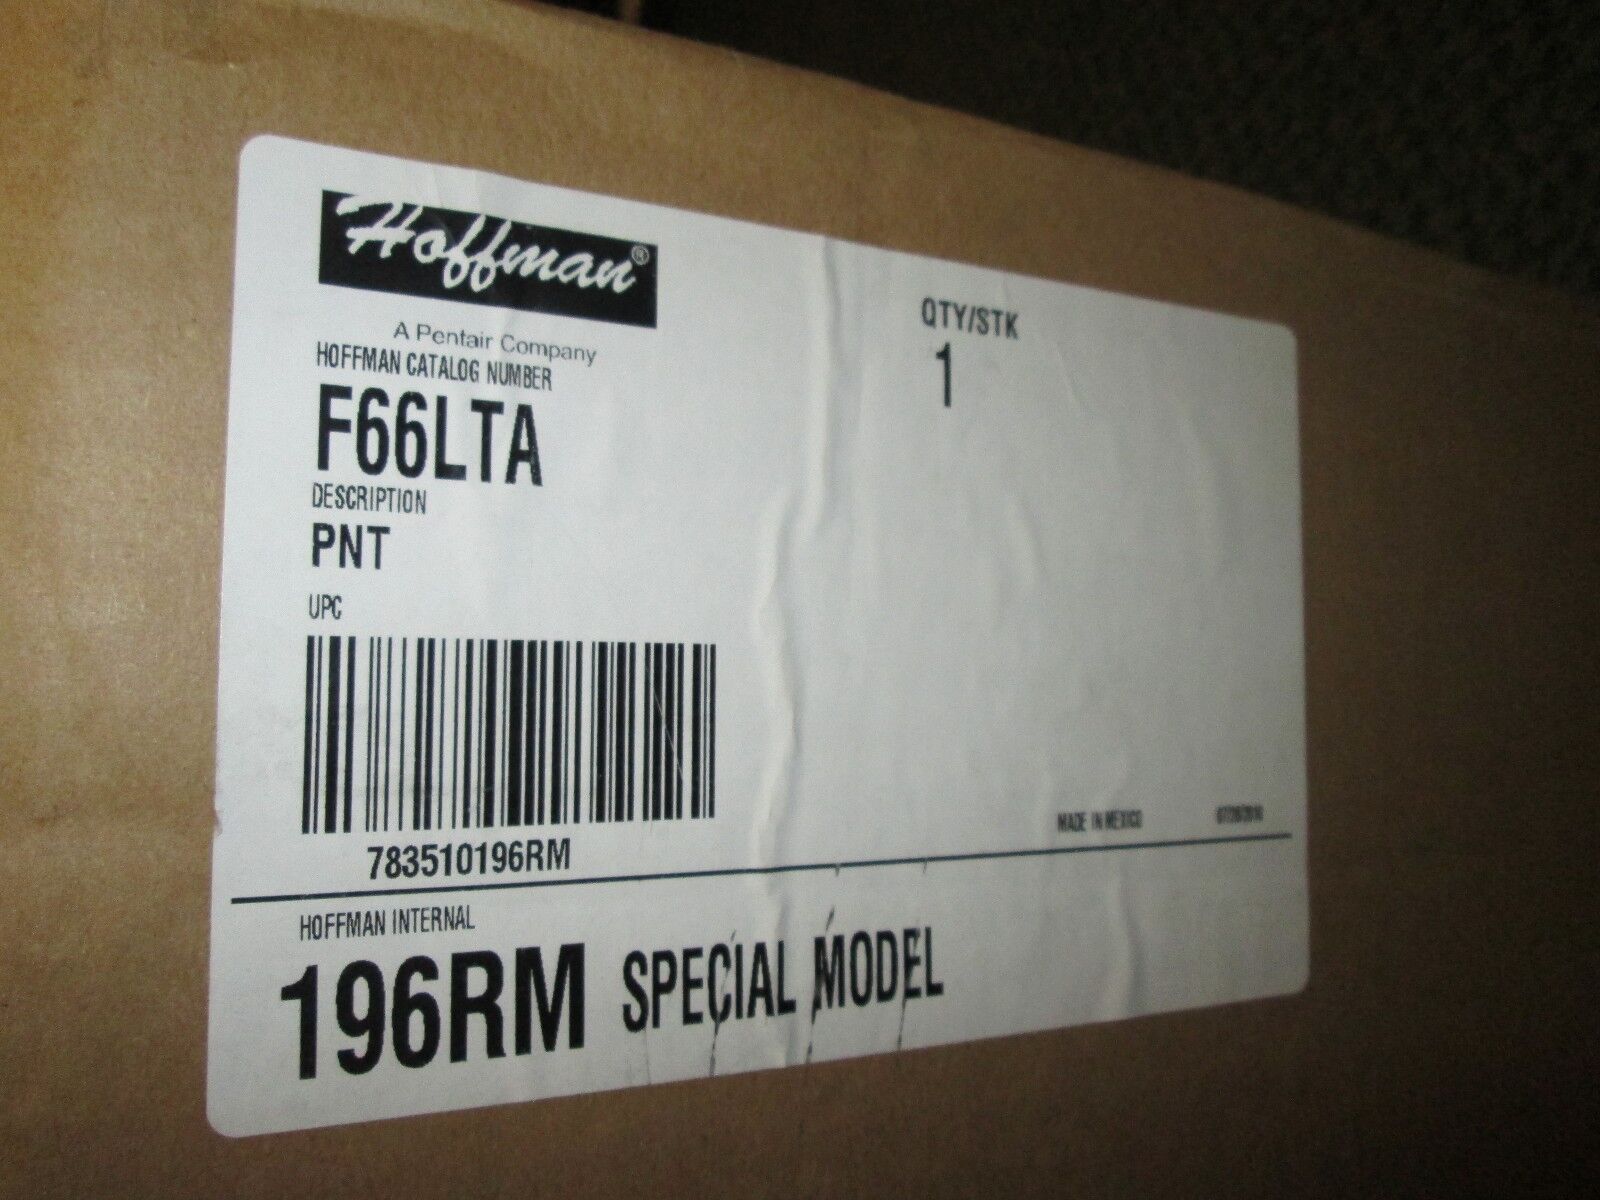 Hoffman®
A Pentair Company
HOFFMAN CATALOG NUMBER
F66LTA
DESCRIPTION
PNT
UPC
783510196RM
QTY/STK
1
MADE IN MEXICO
HOFFMAN INTERNAL
196RM SPECIAL MODEL